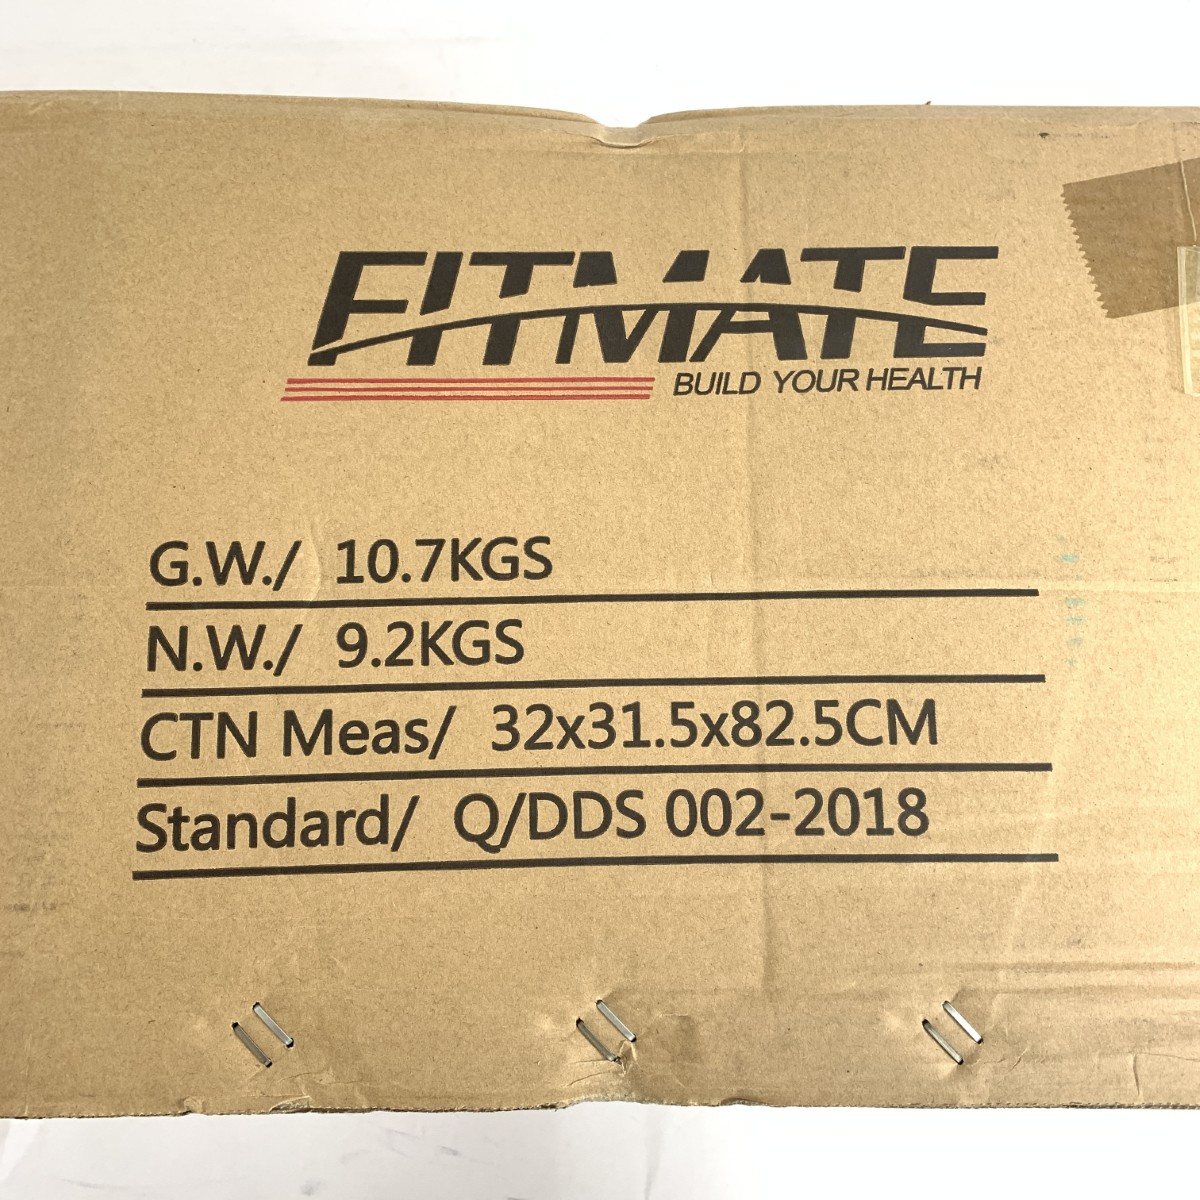 FITMATE
BUILD YOUR HEALTH
G.W./ 10.7KGS
N.W./ 9.2KGS
CTN Meas/ 32x31.5x82.5CM
Standard/ Q/DDS 002-2018